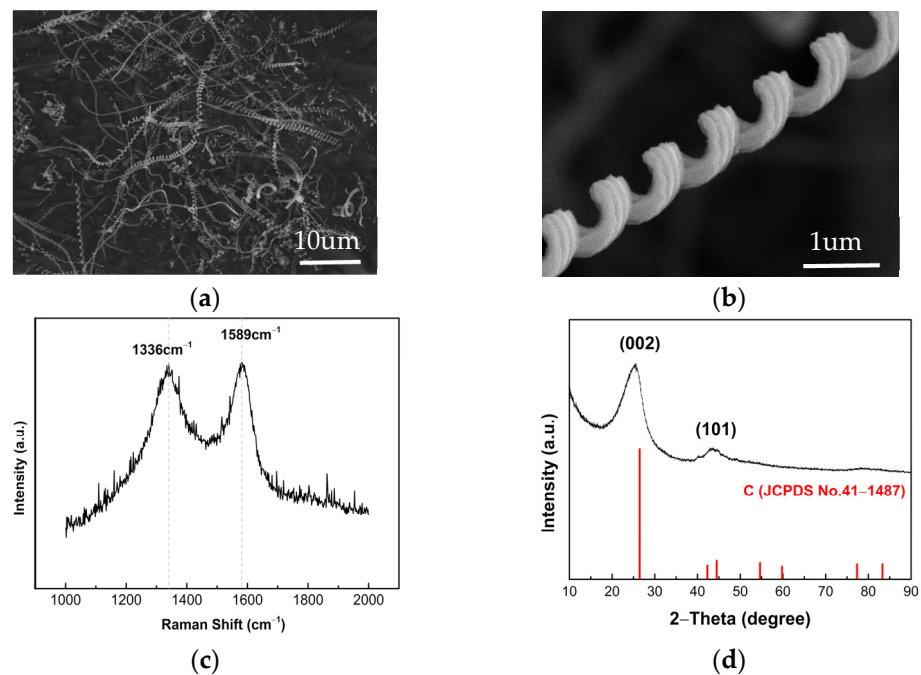 10um
1um
(a)
(b)
1336cm⁻¹
1589cm⁻¹
Intensity (a.u.)
1000 1200 1400 1600 1800 2000
Raman Shift (cm⁻¹)
(c)
(002)
(101)
C (JCPDS No.41–1487)
Intensity (a.u.)
10 20 30 40 50 60 70 80 90
2–Theta (degree)
(d)